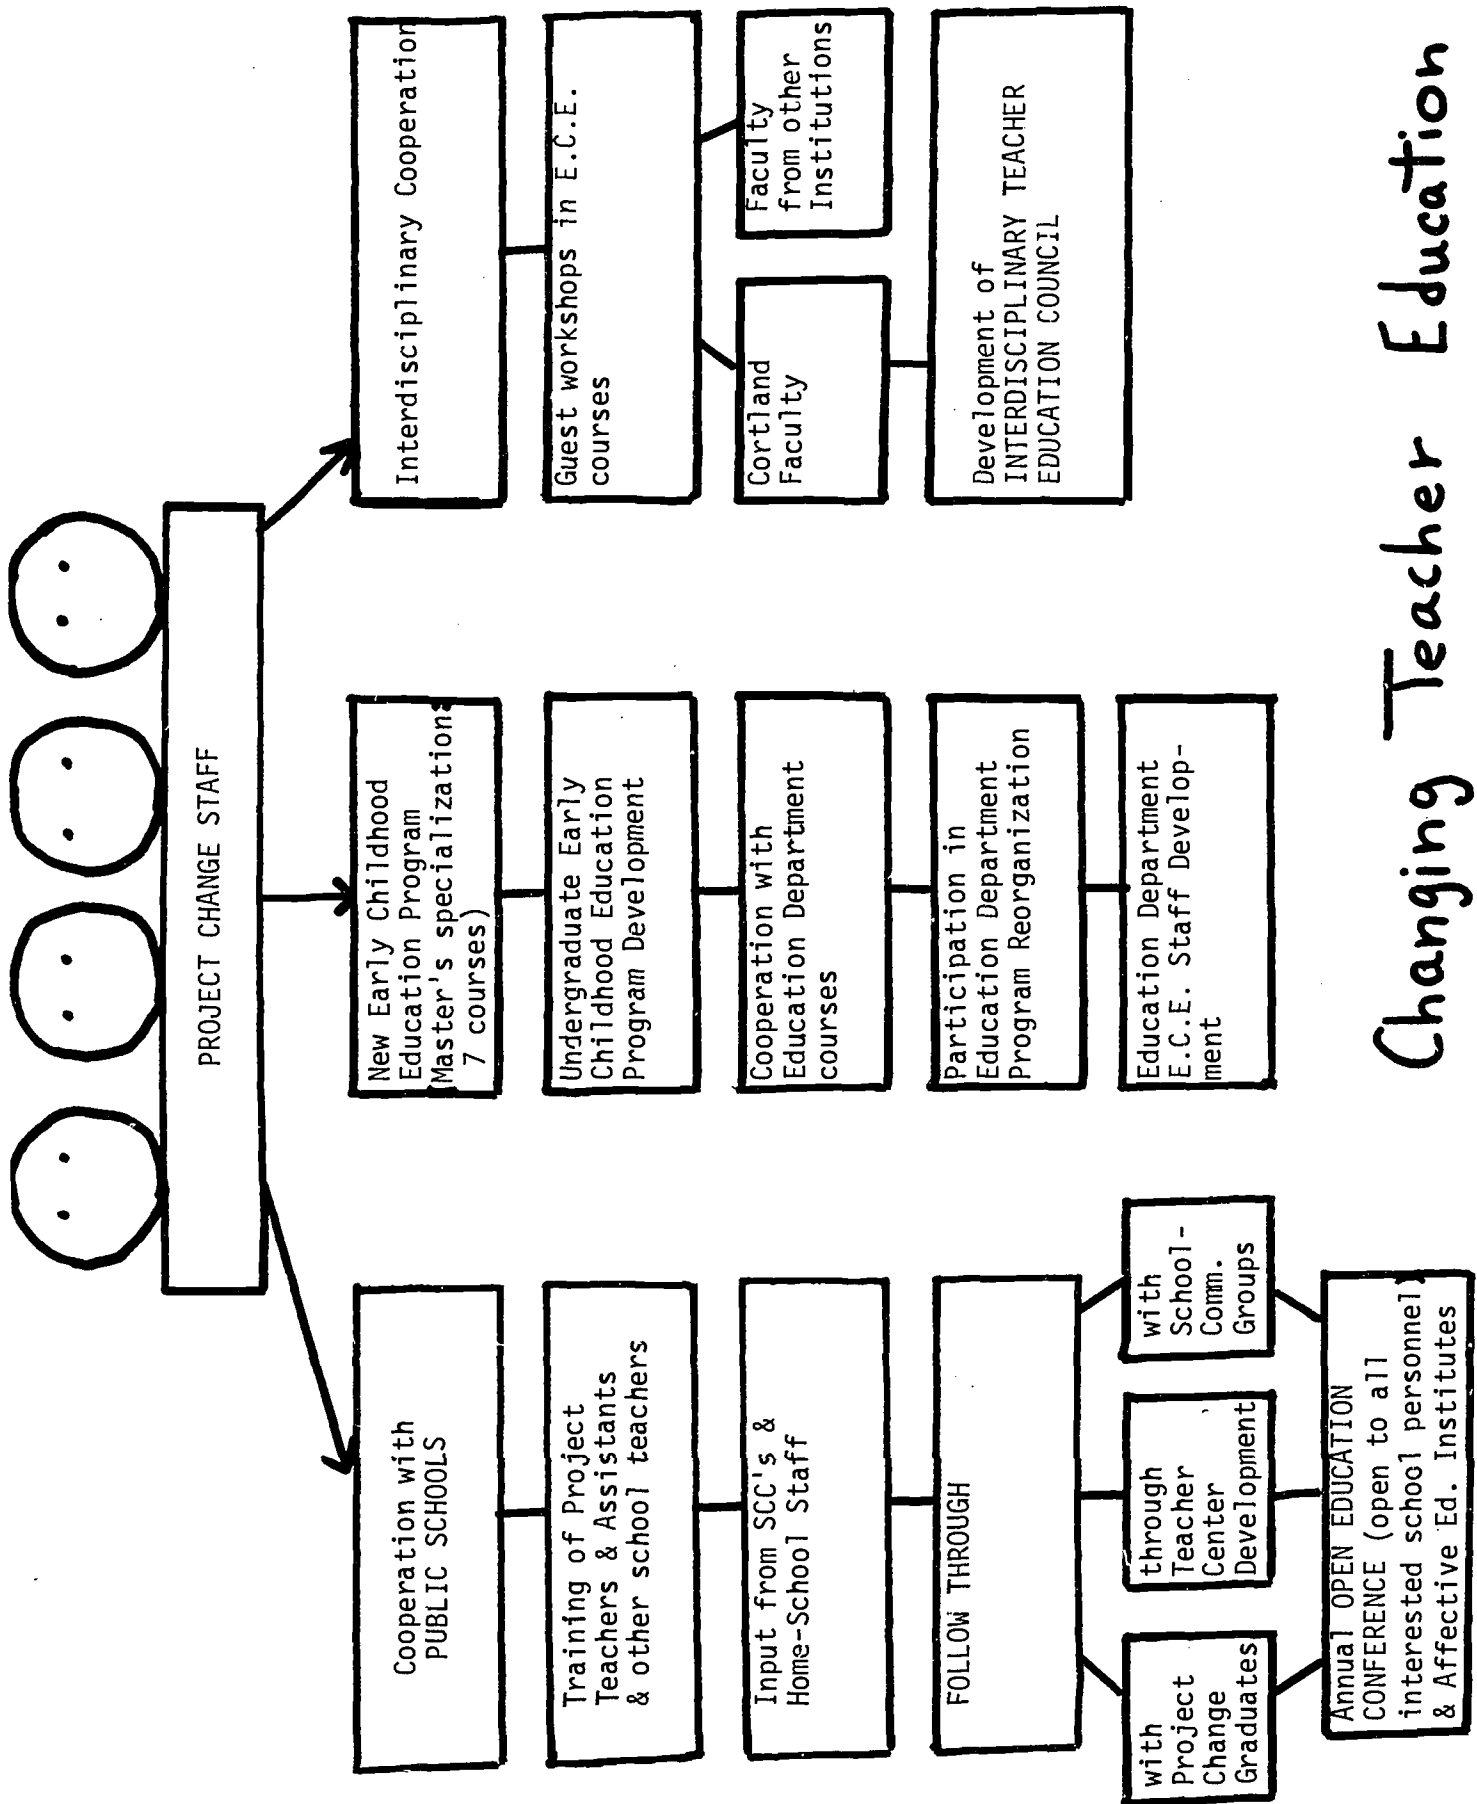 PROJECT CHANGE STAFF
Cooperation with
PUBLIC SCHOOLS
Training of Project
Teachers & Assistants
& other school teachers
Input from SCC's &
Home-School Staff
FOLLOW THROUGH
with
Project
Change
Graduates
through
Teacher
Center
Development
with
School-
Comm.
Groups
Annual OPEN EDUCATION
CONFERENCE (open to all
interested school personnel)
& Affective Ed. Institutes
New Early Childhood
Education Program
(Master's specialization:
7 courses)
Undergraduate Early
Childhood Education
Program Development
Cooperation with
Education Department
courses
Participation in
Education Department
Program Reorganization
Education Department
E.C.E. Staff Develop-
ment
Interdisciplinary Cooperation
Guest workshops in E.C.E.
courses
Cortland
Faculty
Faculty
from other
Institutions
Development of
INTERDISCIPLINARY TEACHER
EDUCATION COUNCIL
Changing Teacher Education